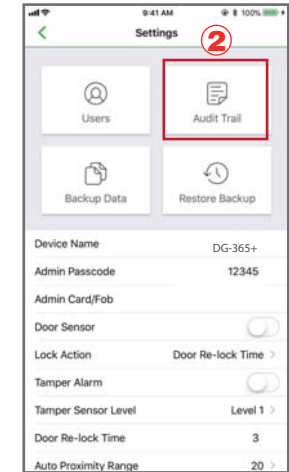 9:41 AM 100%
Settings
2
Users Audit Trail
Backup Data Restore Backup
Device Name DG-365+
Admin Passcode 12345
Admin Card/Fob
Door Sensor
Lock Action Door Re-lock Time >
Tamper Alarm
Tamper Sensor Level Level 1 >
Door Re-lock Time 3
Auto Proximity Range 20 >